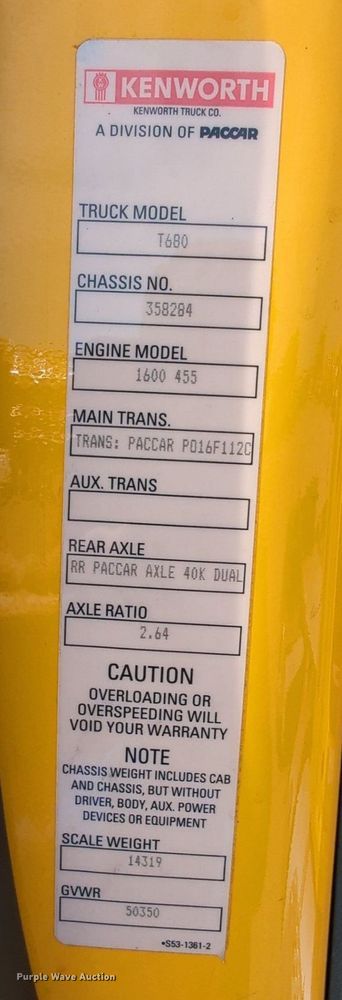 KENWORTH
KENWORTH TRUCK CO.
A DIVISION OF PACCAR
TRUCK MODEL
T680
CHASSIS NO.
358284
ENGINE MODEL
1600 455
MAIN TRANS.
TRANS: PACCAR PO16F112C
AUX. TRANS
REAR AXLE
RR PACCAR AXLE 40K DUAL
AXLE RATIO
2.64
CAUTION
OVERLOADING OR
OVERSPEEDING WILL
VOID YOUR WARRANTY
NOTE
CHASSIS WEIGHT INCLUDES CAB
AND CHASSIS, BUT WITHOUT
DRIVER, BODY, AUX. POWER
DEVICES OR EQUIPMENT
SCALE WEIGHT
14319
GVWR
50350
•S53-1361-2
Purple Wave Auction